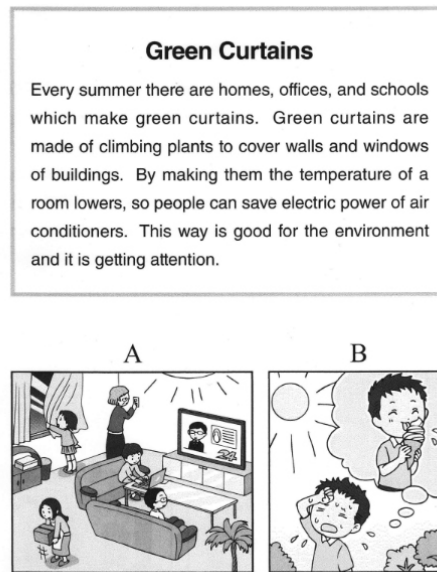 Green Curtains
Every summer there are homes, offices, and schools
which make green curtains. Green curtains are
made of climbing plants to cover walls and windows
of buildings. By making them the temperature of a
room lowers, so people can save electric power of air
conditioners. This way is good for the environment
and it is getting attention.
A
B
24